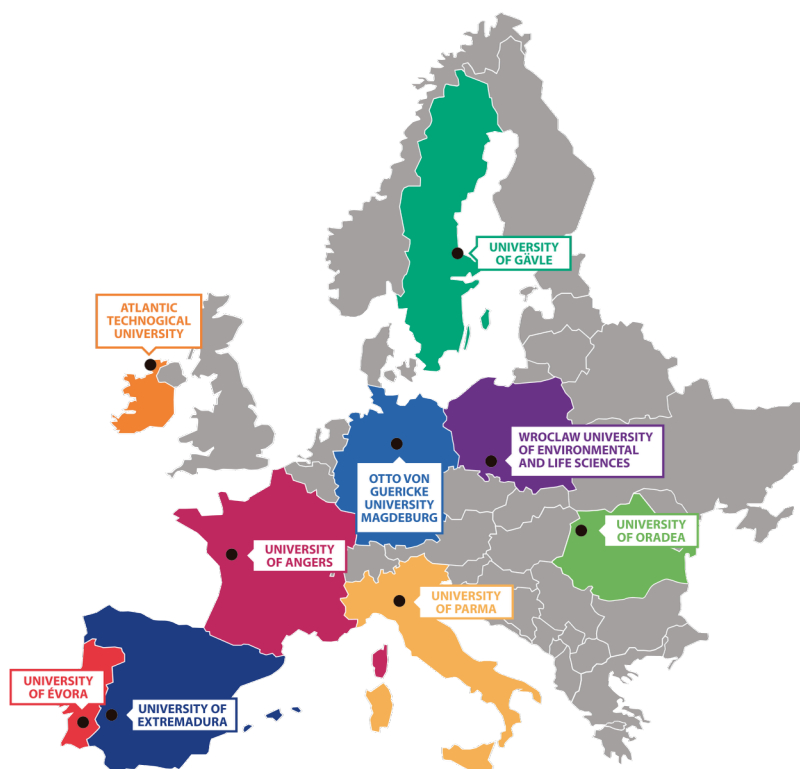 UNIVERSITY
OF GÄVLE
ATLANTIC
TECHNOGICAL
UNIVERSITY
WROCLAW UNIVERSITY
OF ENVIRONMENTAL
AND LIFE SCIENCES
OTTO VON
GUERICKE
UNIVERSITY
MAGDEBURG
UNIVERSITY
OF ORADEA
UNIVERSITY
OF ANGERS
UNIVERSITY
OF PARMA
UNIVERSITY
OF ÉVORA
UNIVERSITY OF
EXTREMADURA